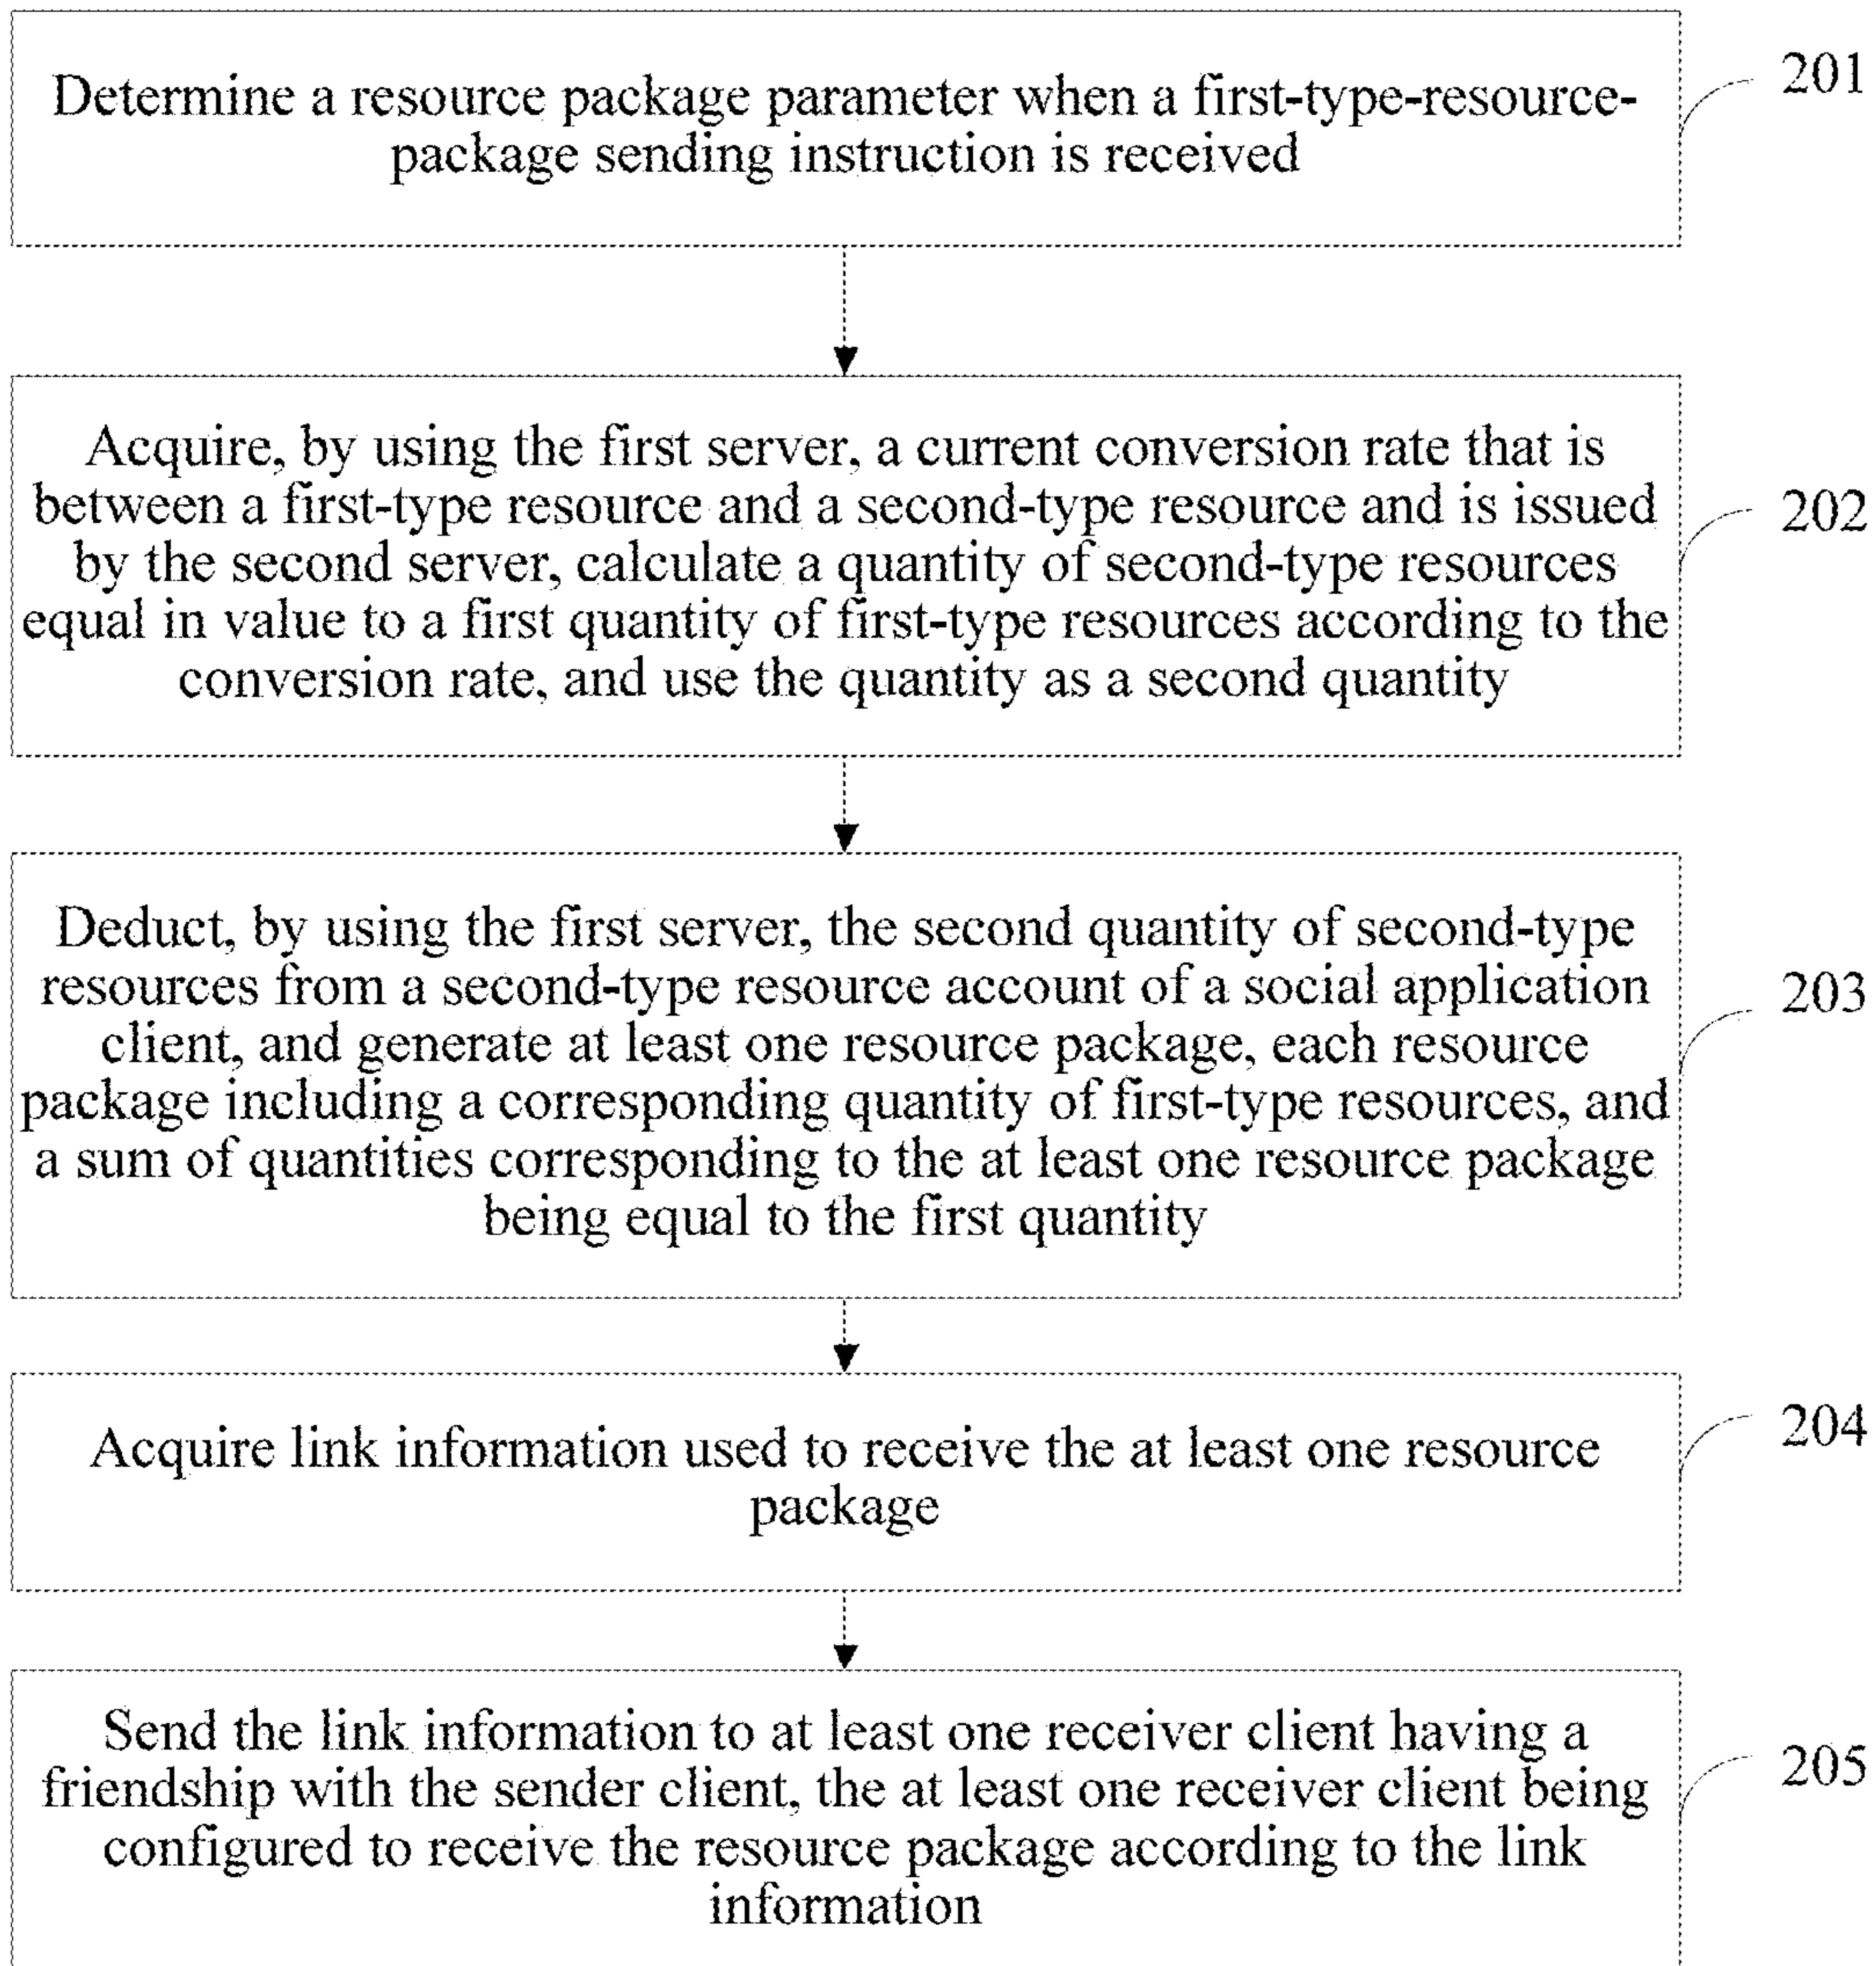 Determine a resource package parameter when a first-type-resource-
package sending instruction is received
201
Acquire, by using the first server, a current conversion rate that is
between a first-type resource and a second-type resource and is issued
by the second server, calculate a quantity of second-type resources
equal in value to a first quantity of first-type resources according to the
conversion rate, and use the quantity as a second quantity
202
Deduct, by using the first server, the second quantity of second-type
resources from a second-type resource account of a social application
client, and generate at least one resource package, each resource
package including a corresponding quantity of first-type resources, and
a sum of quantities corresponding to the at least one resource package
being equal to the first quantity
203
Acquire link information used to receive the at least one resource
package
204
Send the link information to at least one receiver client having a
friendship with the sender client, the at least one receiver client being
configured to receive the resource package according to the link
information
205